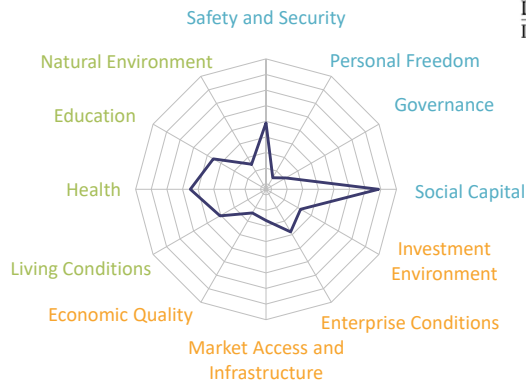 Safety and Security
Natural Environment
Personal Freedom
Education
Governance
Health
Social Capital
Living Conditions
Investment
Environment
Economic Quality
Enterprise Conditions
Market Access and
Infrastructure